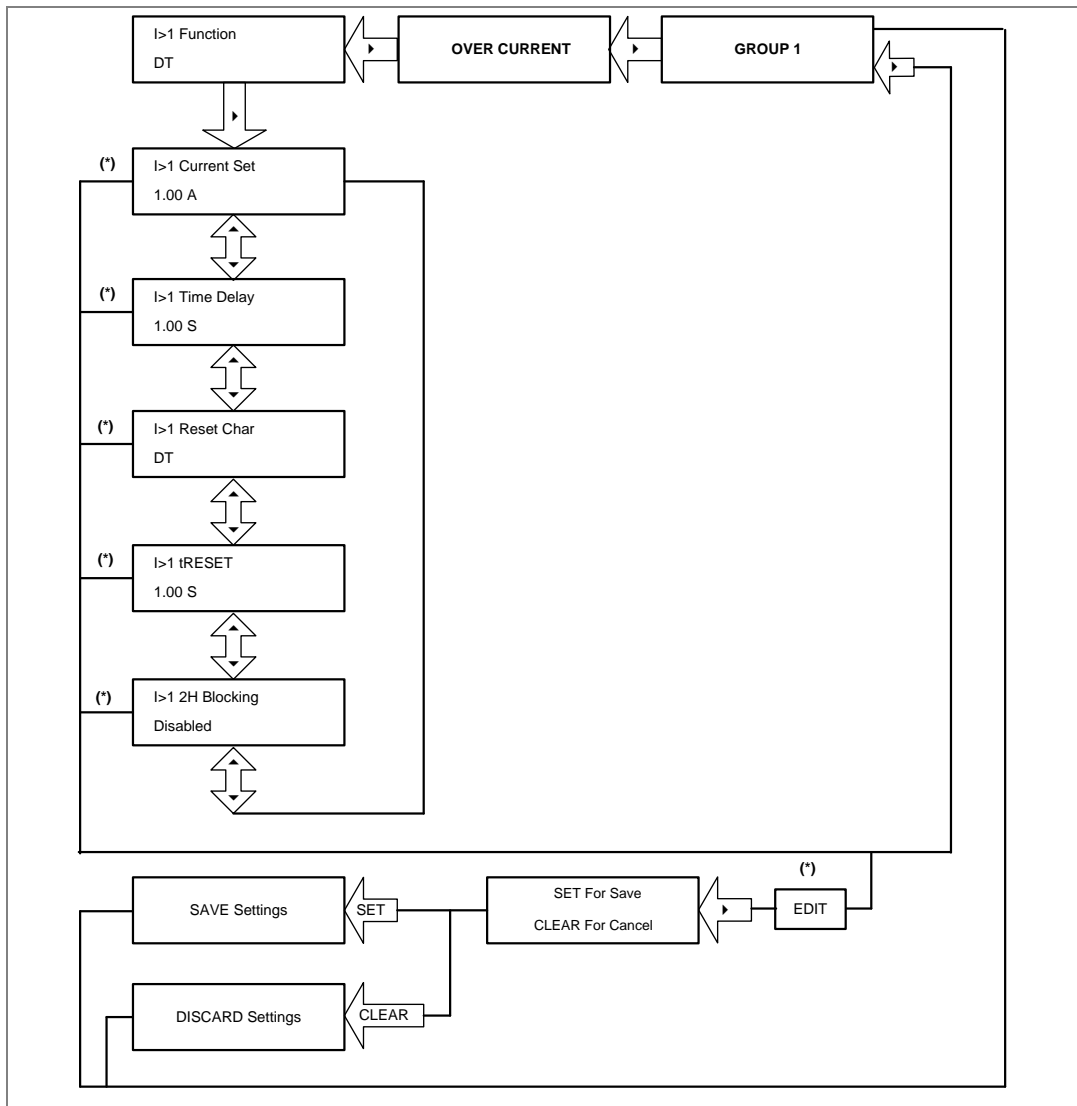 I>1 Function
DT
OVER CURRENT
GROUP 1
(*)
I>1 Current Set
1.00 A
(*)
I>1 Time Delay
1.00 S
(*)
I>1 Reset Char
DT
(*)
I>1 tRESET
1.00 S
(*)
I>1 2H Blocking
Disabled
(*)
SAVE Settings
SET
SET For Save
CLEAR For Cancel
EDIT
DISCARD Settings
CLEAR